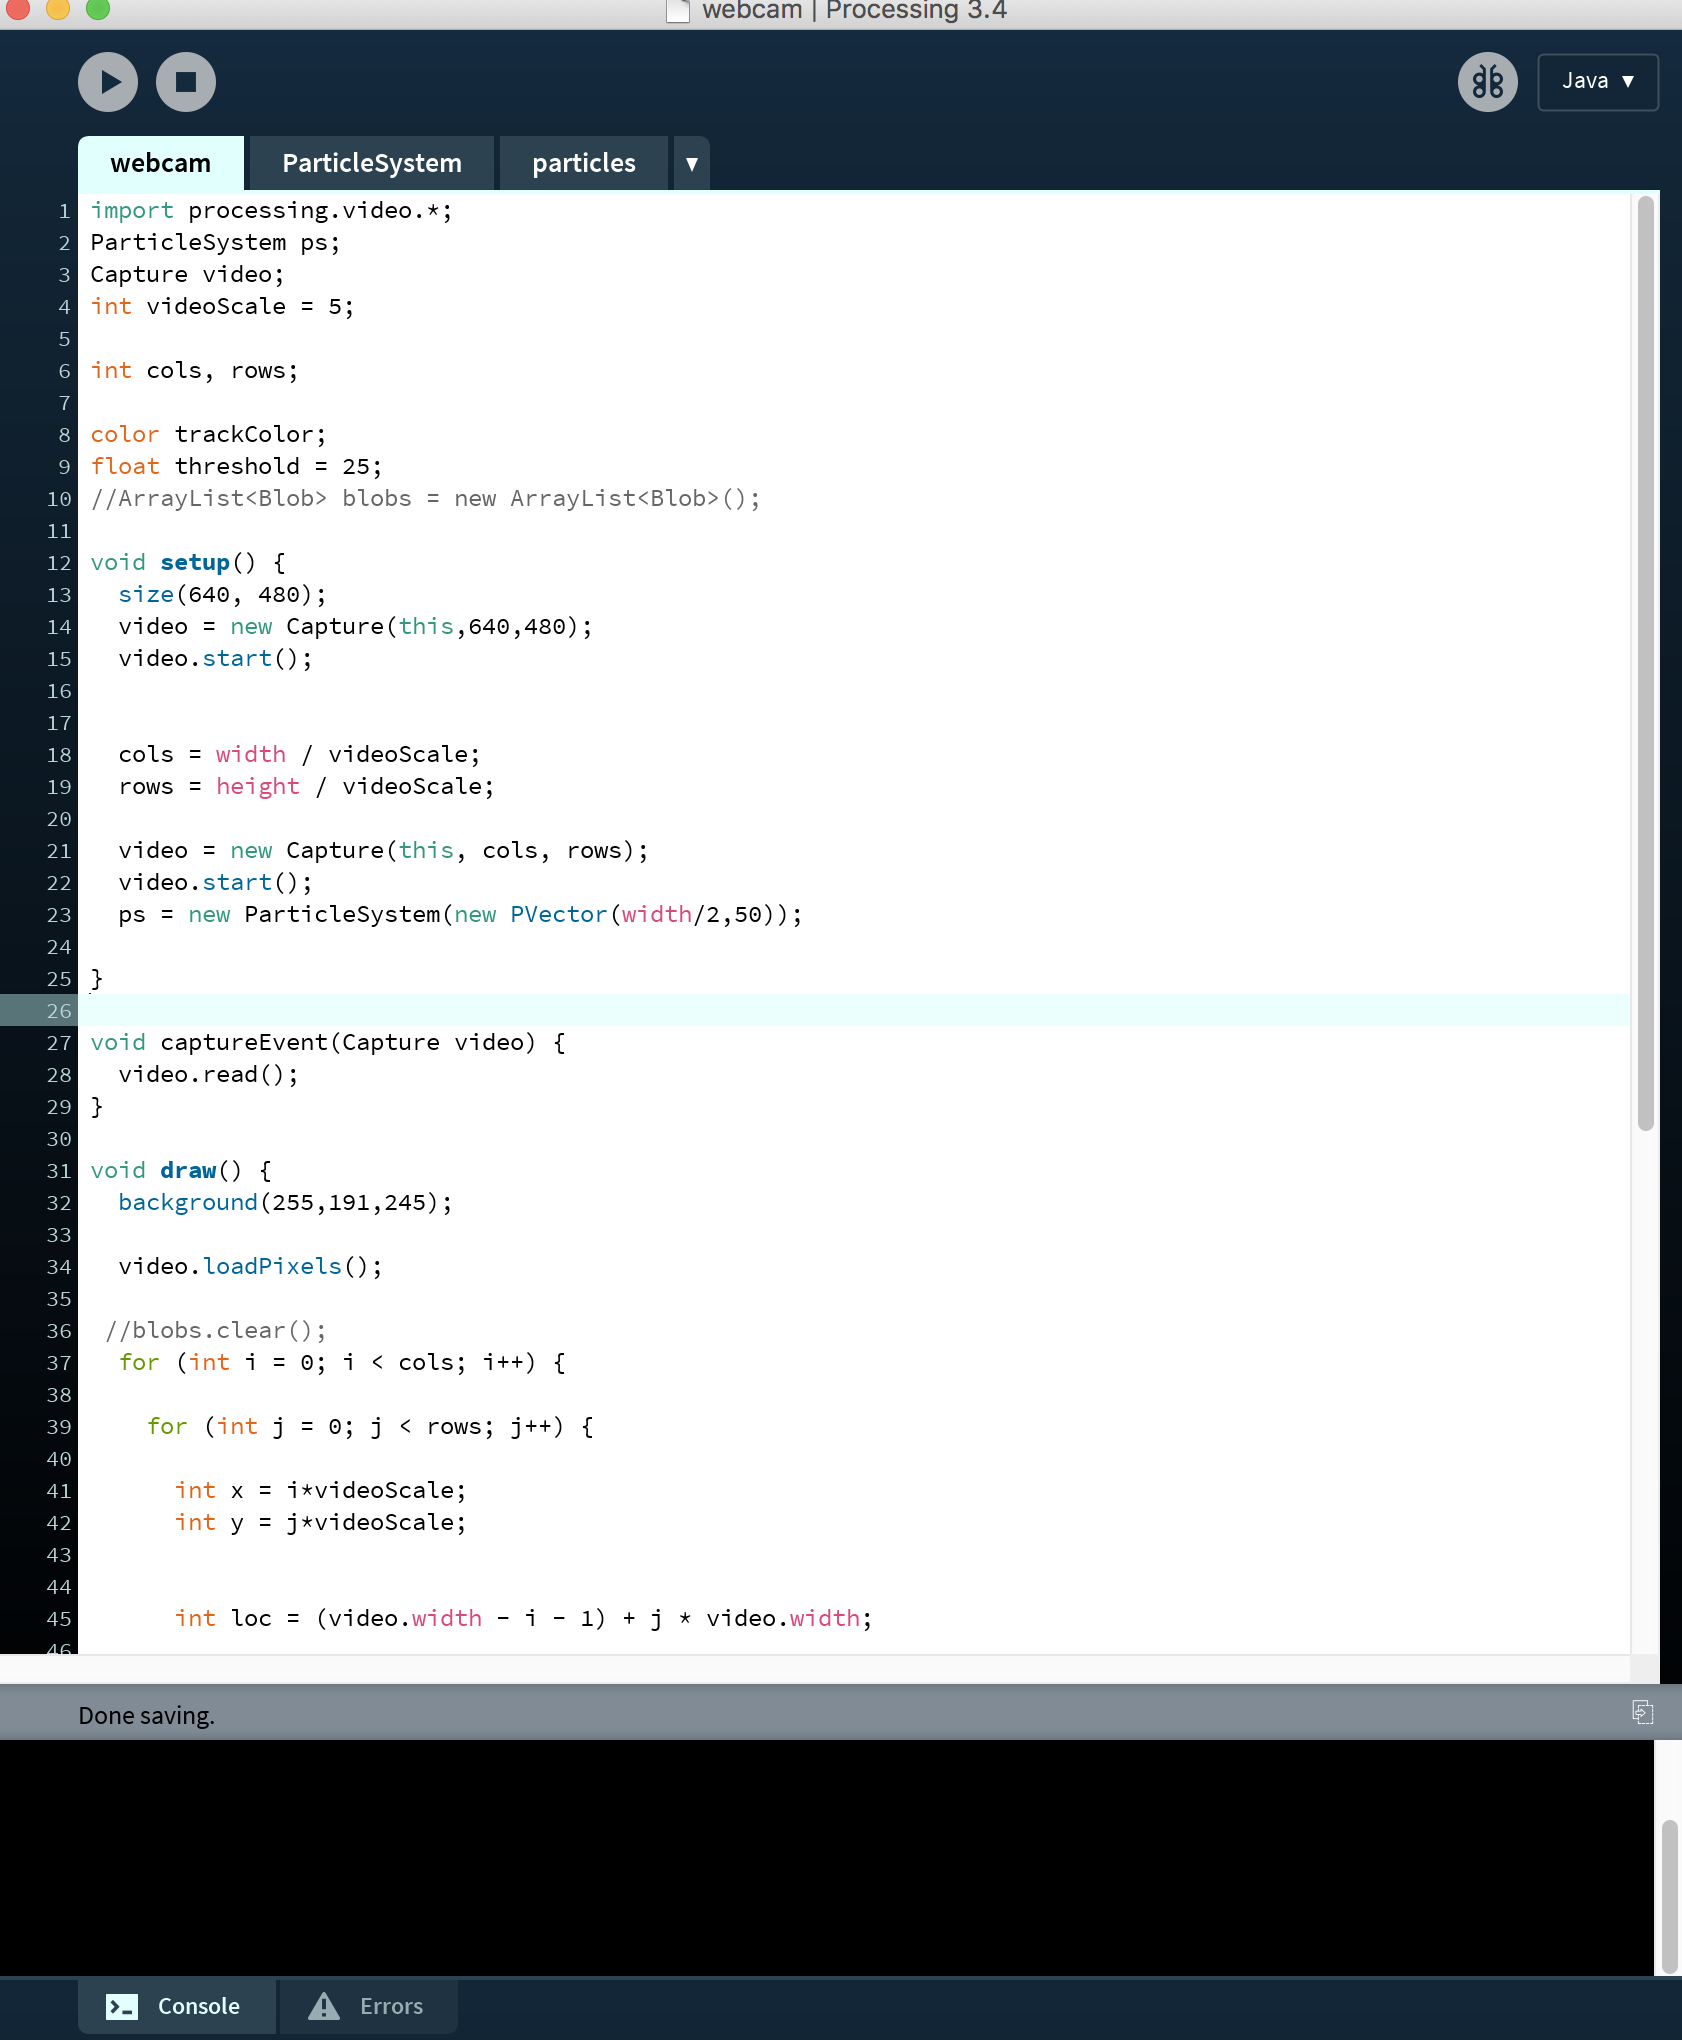 webcam | Processing 3.4
Java ▼
webcam ParticleSystem particles ▼
1 import processing.video.*;
2 ParticleSystem ps;
3 Capture video;
4 int videoScale = 5;
5
6 int cols, rows;
7
8 color trackColor;
9 float threshold = 25;
10 //ArrayList<Blob> blobs = new ArrayList<Blob>();
11
12 void setup() {
13   size(640, 480);
14   video = new Capture(this,640,480);
15   video.start();
16
17
18   cols = width / videoScale;
19   rows = height / videoScale;
20
21   video = new Capture(this, cols, rows);
22   video.start();
23   ps = new ParticleSystem(new PVector(width/2,50));
24
25 }
26
27 void captureEvent(Capture video) {
28   video.read();
29 }
30
31 void draw() {
32   background(255,191,245);
33
34   video.loadPixels();
35
36  //blobs.clear();
37   for (int i = 0; i < cols; i++) {
38
39     for (int j = 0; j < rows; j++) {
40
41       int x = i*videoScale;
42       int y = j*videoScale;
43
44
45       int loc = (video.width - i - 1) + j * video.width;
46
Done saving.
Console Errors